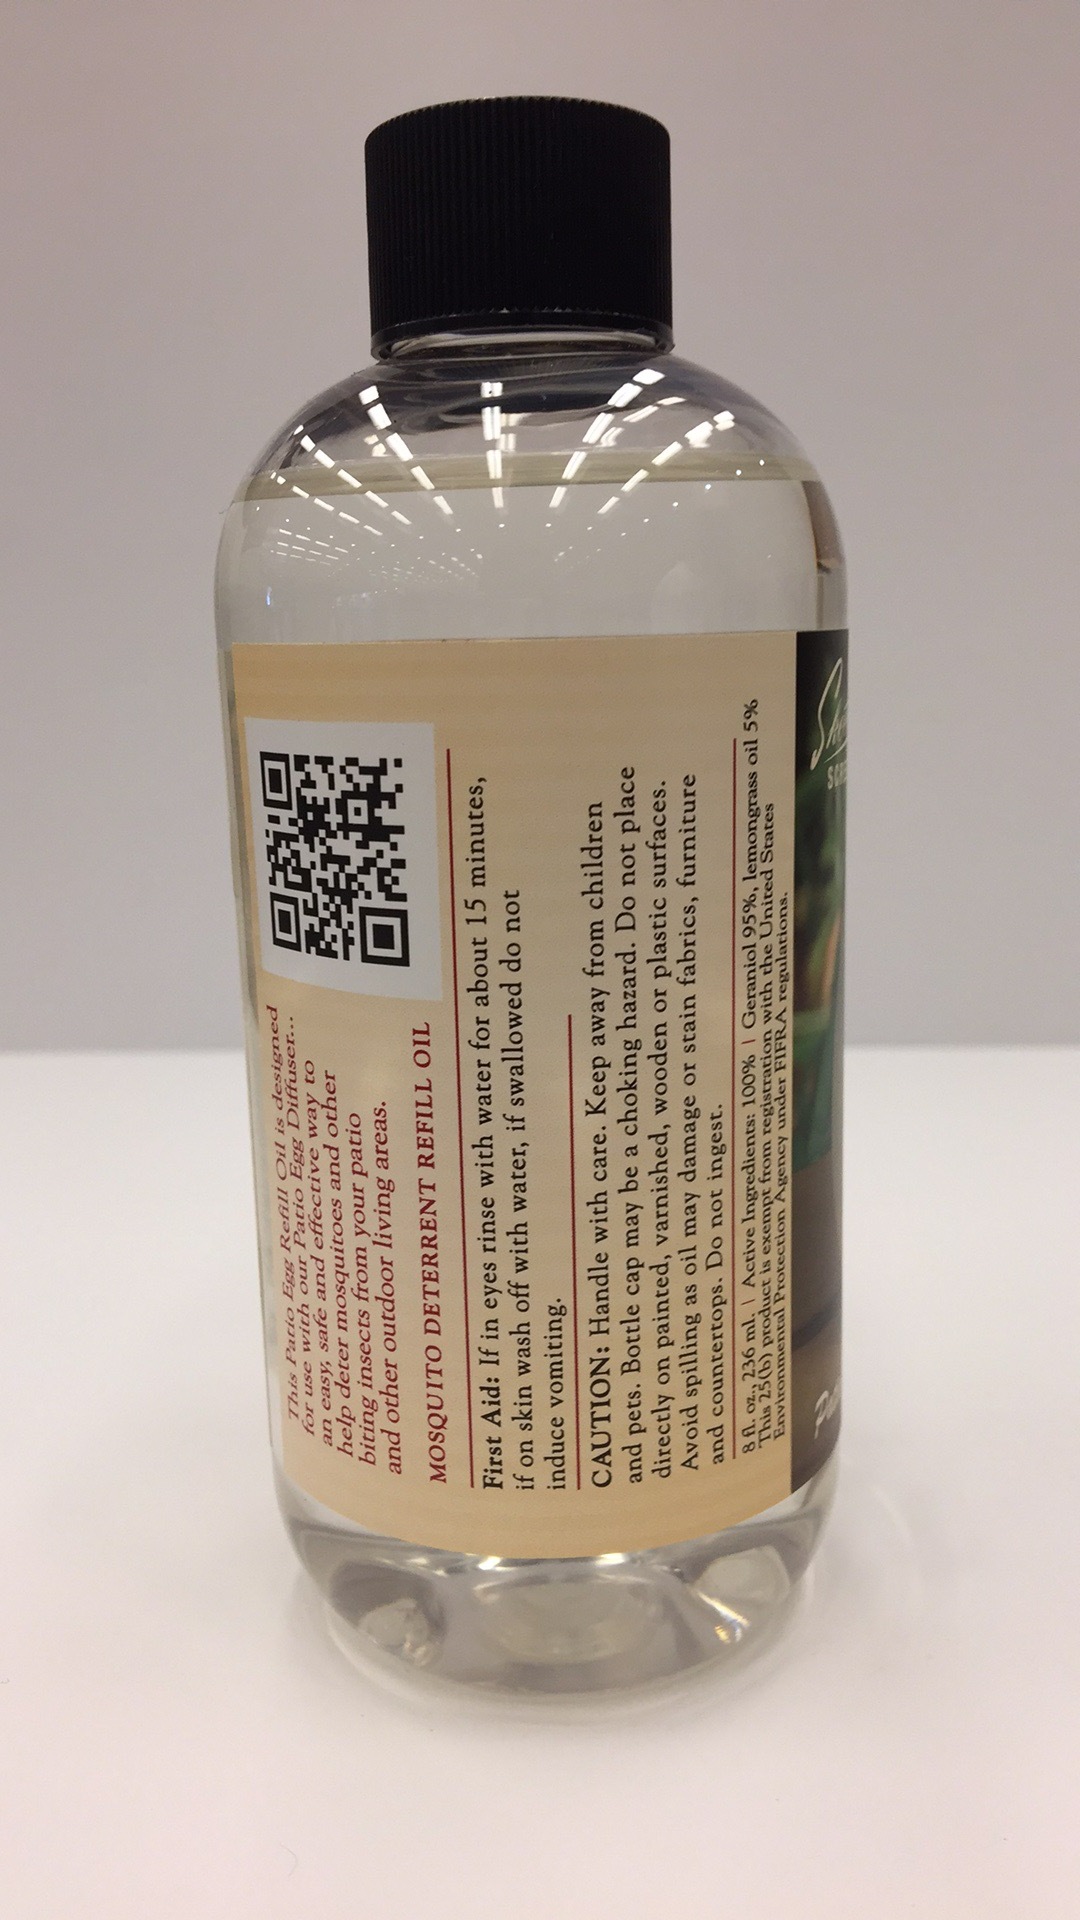 This Patio Egg Refill Oil is designed
for use with our Patio Egg Diffuser...
an easy, safe and effective way to
help deter mosquitoes and other
biting insects from your patio
and other outdoor living areas.
MOSQUITO DETERRENT REFILL OIL
First Aid: If in eyes rinse with water for about 15 minutes,
if on skin wash off with water, if swallowed do not
induce vomiting.
CAUTION: Handle with care. Keep away from children
and pets. Bottle cap may be a choking hazard. Do not place
directly on painted, varnished, wooden or plastic surfaces.
Avoid spilling as oil may damage or stain fabrics, furniture
and countertops. Do not ingest.
8 fl. oz., 236 ml. | Active Ingredients: 100% | Geraniol 95%, lemongrass oil 5%
This 25(b) product is exempt from registration with the United States
Environmental Protection Agency under FIFRA regulations.